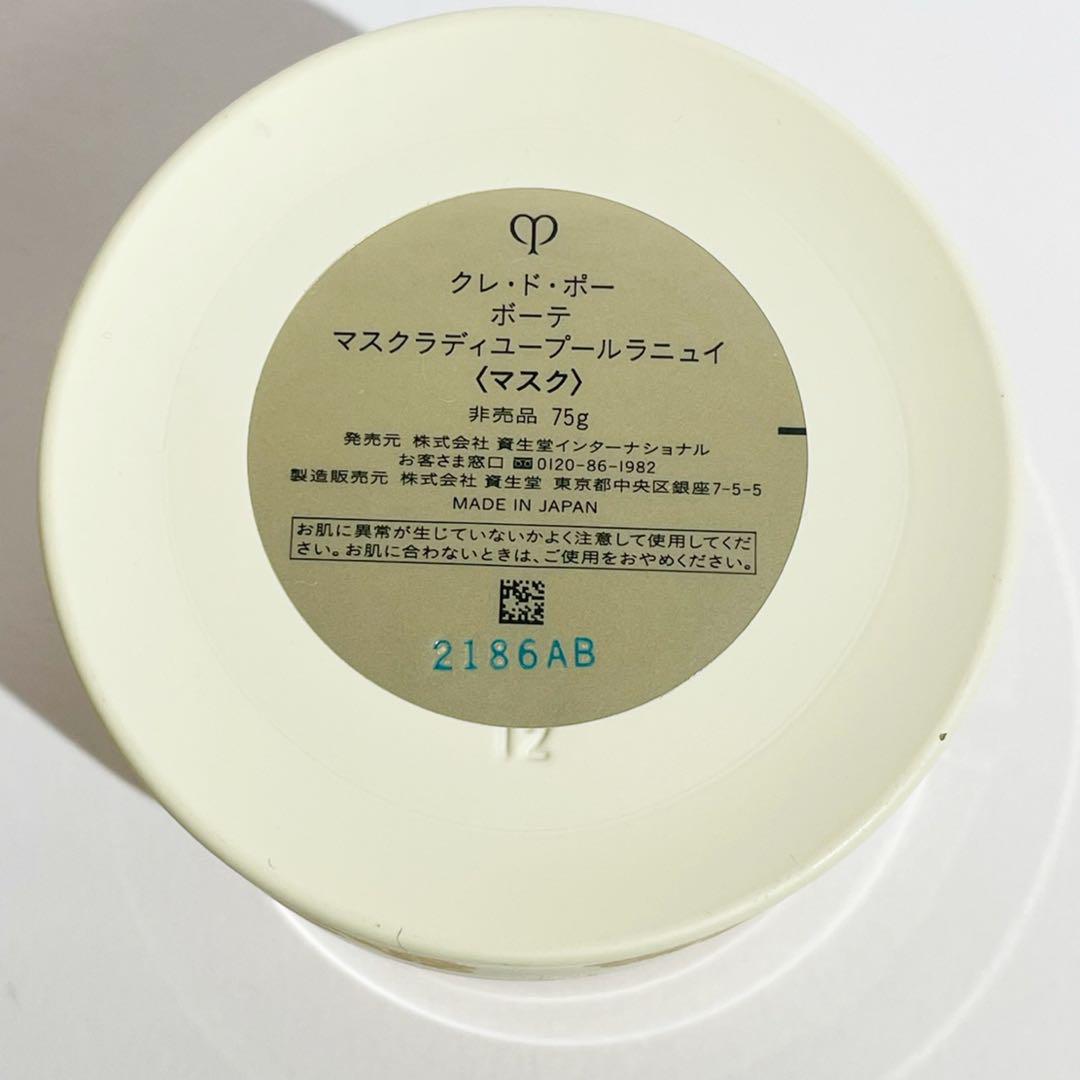 クレ・ド・ポー
ボーテ
マスクラディユープールラニュイ
〈マスク〉
非売品 75g
発売元 株式会社 資生堂インターナショナル
お客さま窓口 0120-86-1982
製造販売元 株式会社 資生堂 東京都中央区銀座7-5-5
MADE IN JAPAN
お肌に異常が生じていないかよく注意して使用してくだ
さい。お肌に合わないときは、ご使用をおやめください。
2186AB
12